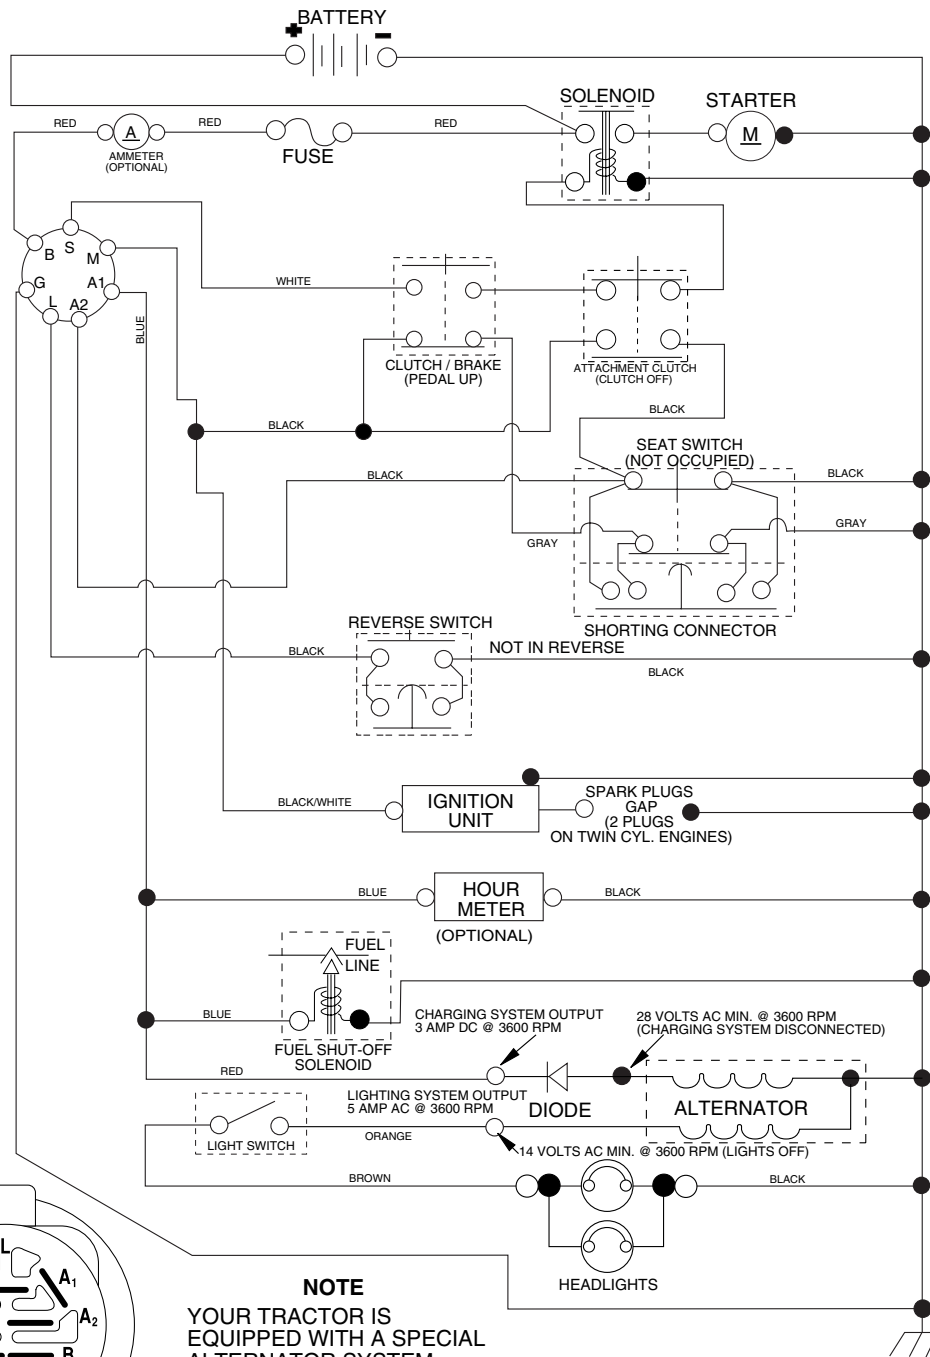 BATTERY
+
-
SOLENOID
STARTER
RED
A
RED
RED
M
AMMETER
(OPTIONAL)
FUSE
B
S
M
G
A1
L
A2
WHITE
BLUE
CLUTCH / BRAKE
(PEDAL UP)
ATTACHMENT CLUTCH
(CLUTCH OFF)
BLACK
BLACK
SEAT SWITCH
(NOT OCCUPIED)
BLACK
BLACK
GRAY
GRAY
SHORTING CONNECTOR
REVERSE SWITCH
NOT IN REVERSE
BLACK
BLACK
BLACK/WHITE
IGNITION
UNIT
SPARK PLUGS
GAP
(2 PLUGS
ON TWIN CYL. ENGINES)
BLUE
HOUR
METER
BLACK
(OPTIONAL)
FUEL
LINE
BLUE
FUEL SHUT-OFF
SOLENOID
CHARGING SYSTEM OUTPUT
3 AMP DC @ 3600 RPM
28 VOLTS AC MIN. @ 3600 RPM
(CHARGING SYSTEM DISCONNECTED)
RED
LIGHTING SYSTEM OUTPUT
5 AMP AC @ 3600 RPM
DIODE
ALTERNATOR
LIGHT SWITCH
ORANGE
14 VOLTS AC MIN. @ 3600 RPM (LIGHTS OFF)
BROWN
BLACK
HEADLIGHTS
L
A1
A2
B
NOTE
YOUR TRACTOR IS
EQUIPPED WITH A SPECIAL
ALTERNATOR SYSTEM